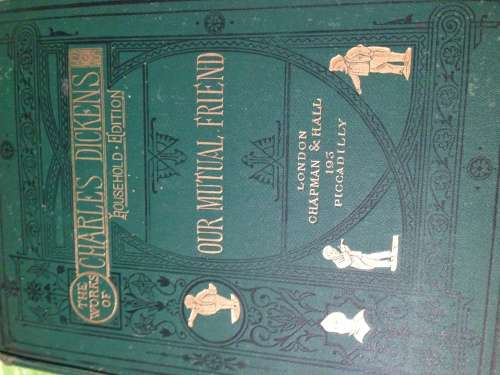 THE
WORKS
OF
CHARLES DICKENS
HOUSEHOLD · EDITION
OUR MUTUAL FRIEND
LONDON
CHAPMAN & HALL
193
PICCADILLY